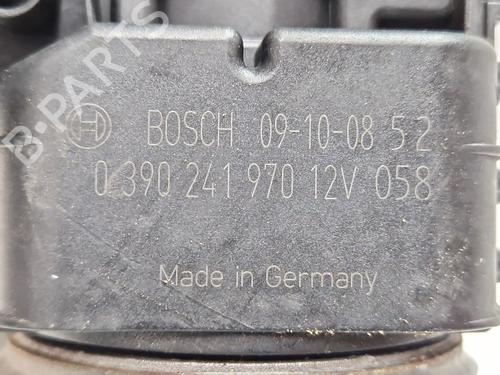 B-PARTS
BOSCH 09-10-08 5 2
0 390 241 970 12V 058
Made in Germany